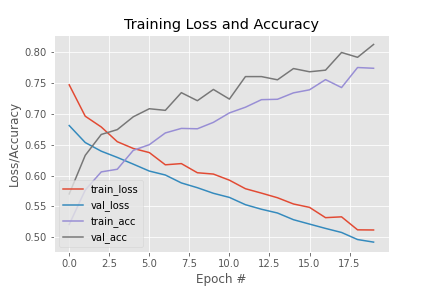 Training Loss and Accuracy
Loss/Accuracy
0.80
0.75
0.70
0.65
0.60
0.55
0.50
train_loss
val_loss
train_acc
val_acc
0.0 2.5 5.0 7.5 10.0 12.5 15.0 17.5
Epoch #